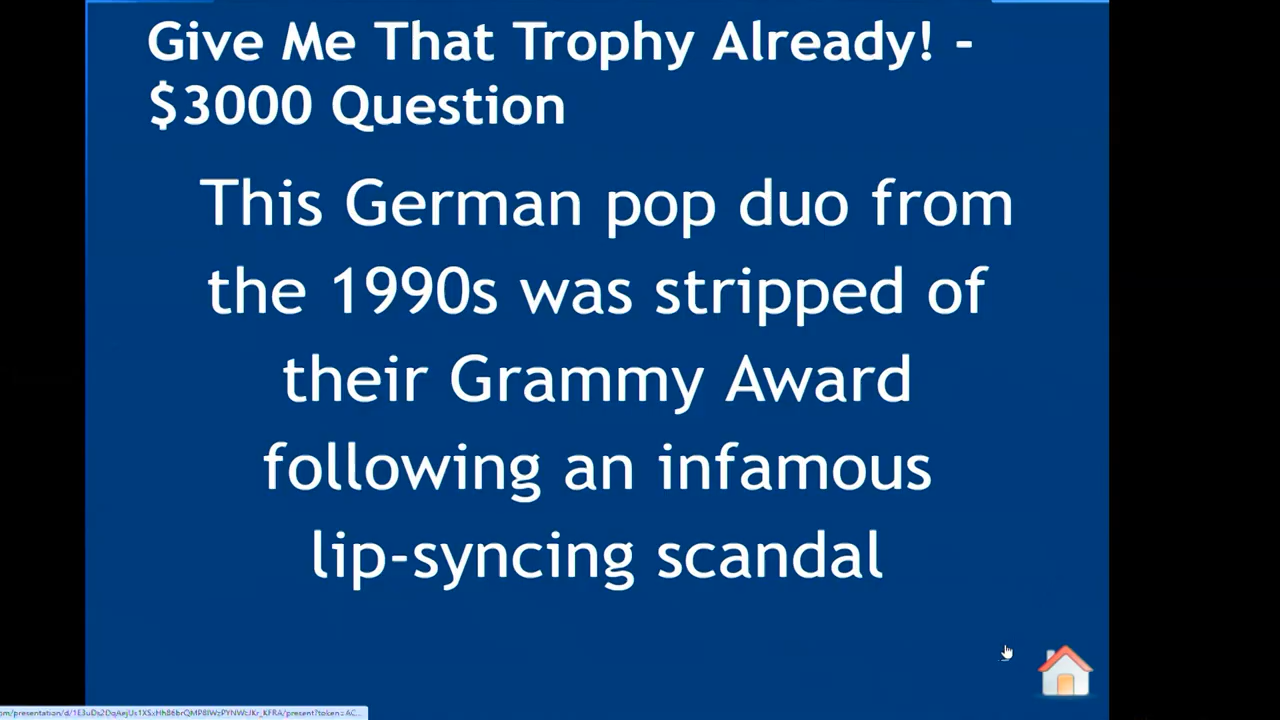 Give Me That Trophy Already! -
$3000 Question
This German pop duo from
the 1990s was stripped of
their Grammy Award
following an infamous
lip-syncing scandal